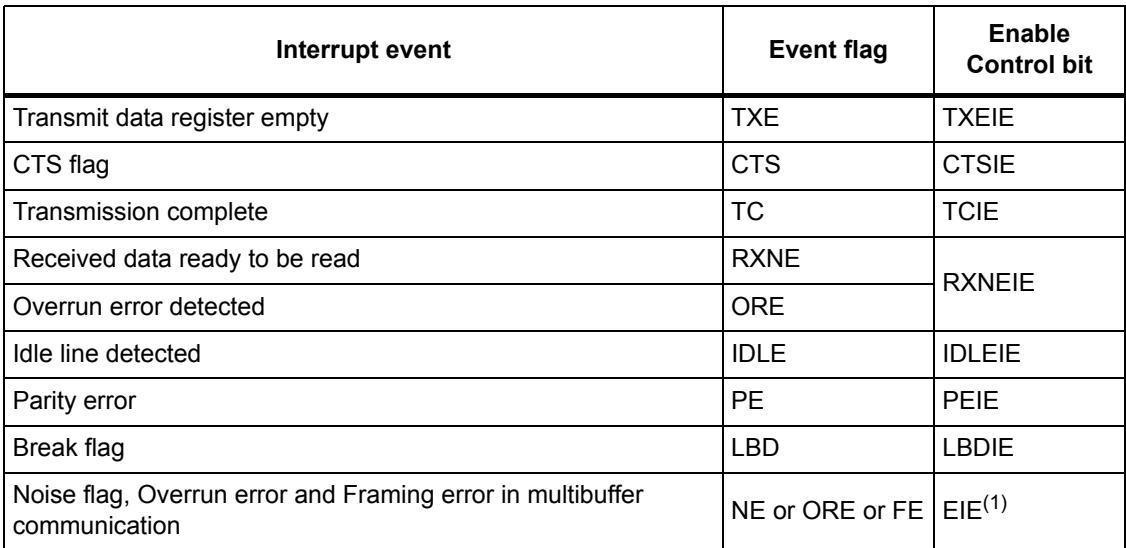 Interrupt event Event flag Enable
Control bit
Transmit data register empty TXE TXEIE
CTS flag CTS CTSIE
Transmission complete TC TCIE
Received data ready to be read RXNE
RXNEIE
Overrun error detected ORE
Idle line detected IDLE IDLEIE
Parity error PE PEIE
Break flag LBD LBDIE
Noise flag, Overrun error and Framing error in multibuffer
communication NE or ORE or FE EIE(1)